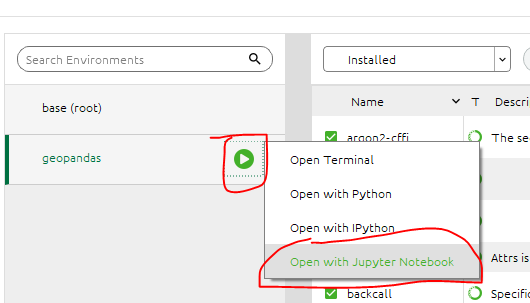 Search Environments
Installed
base (root)
Name
T
Descri
geopandas
argon2-cffi
The se
Open Terminal
Open with Python
Open with IPython
Open with Jupyter Notebook
Attrs is
backcall
Specific